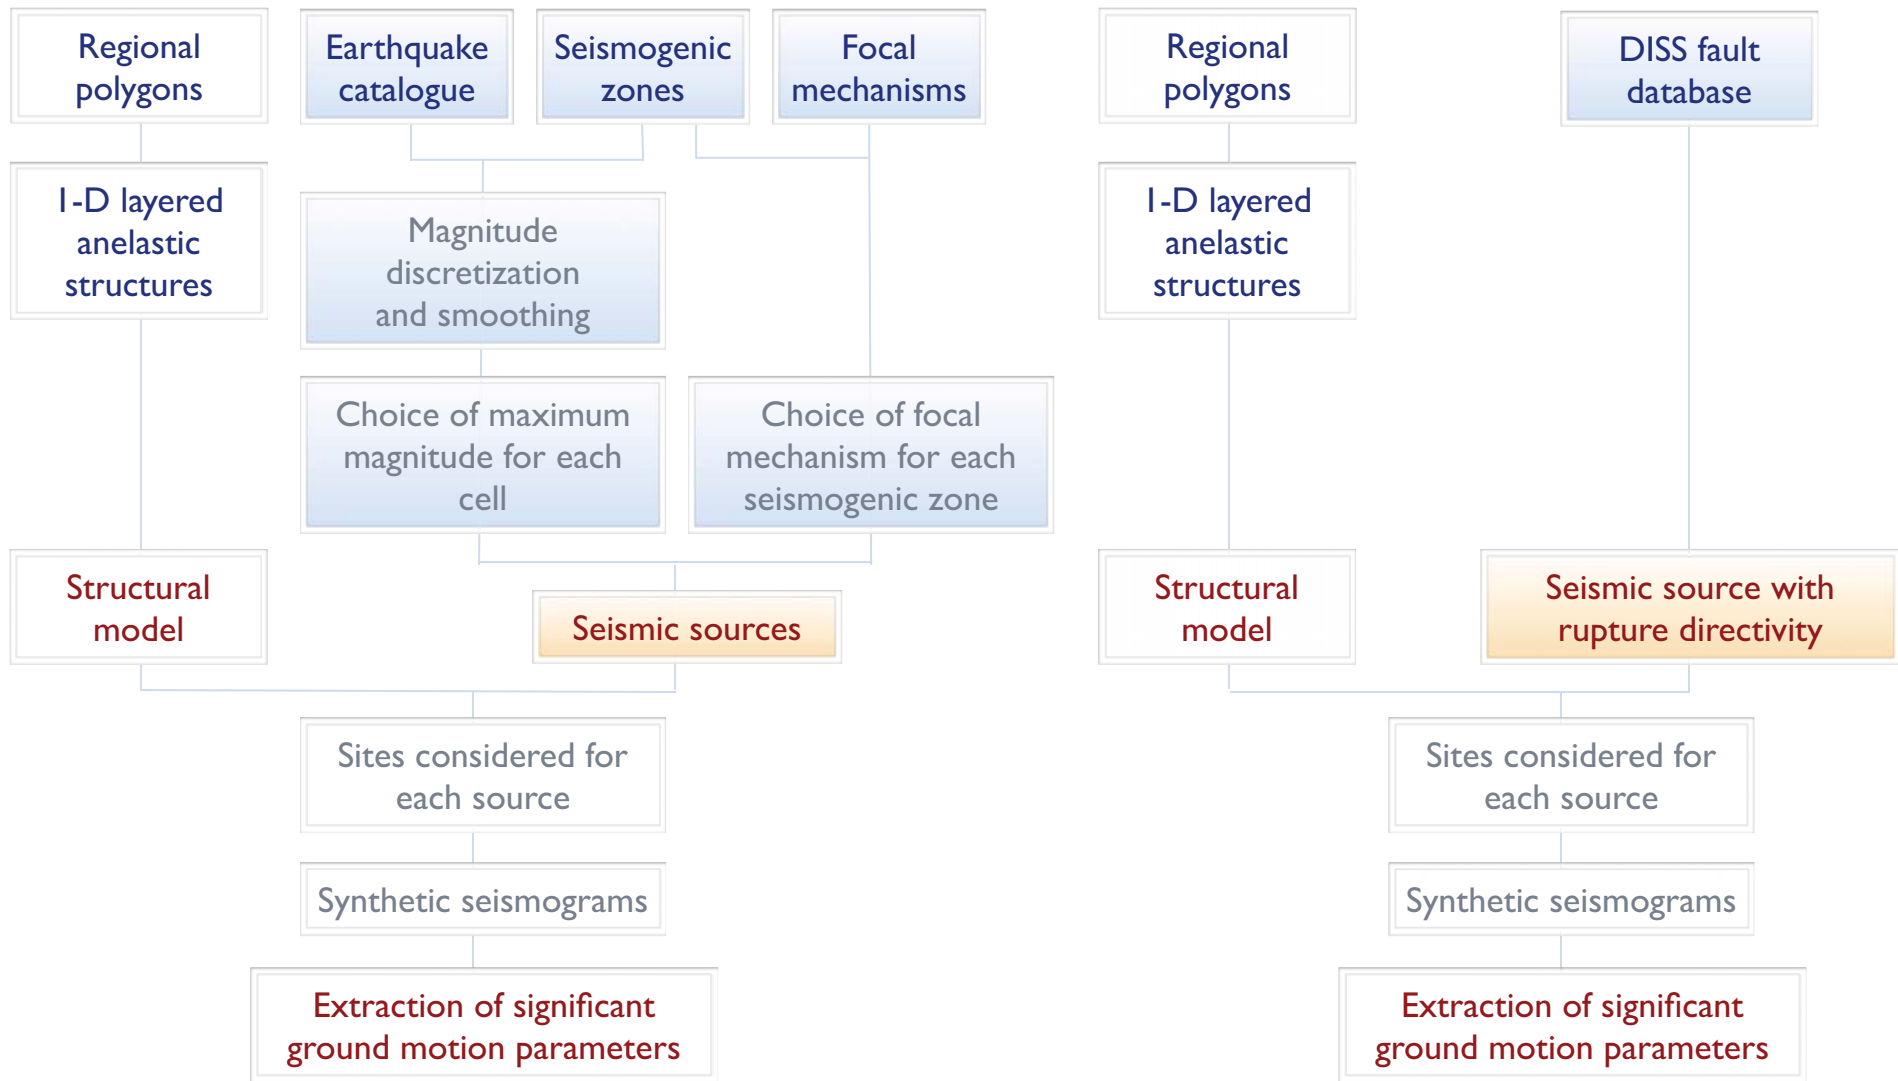 Regional
polygons
Earthquake
catalogue
Seismogenic
zones
Focal
mechanisms
1-D layered
anelastic
structures
Magnitude
discretization
and smoothing
Choice of maximum
magnitude for each
cell
Choice of focal
mechanism for each
seismogenic zone
Structural
model
Seismic sources
Sites considered for
each source
Synthetic seismograms
Extraction of significant
ground motion parameters
Regional
polygons
DISS fault
database
1-D layered
anelastic
structures
Structural
model
Seismic source with
rupture directivity
Sites considered for
each source
Synthetic seismograms
Extraction of significant
ground motion parameters